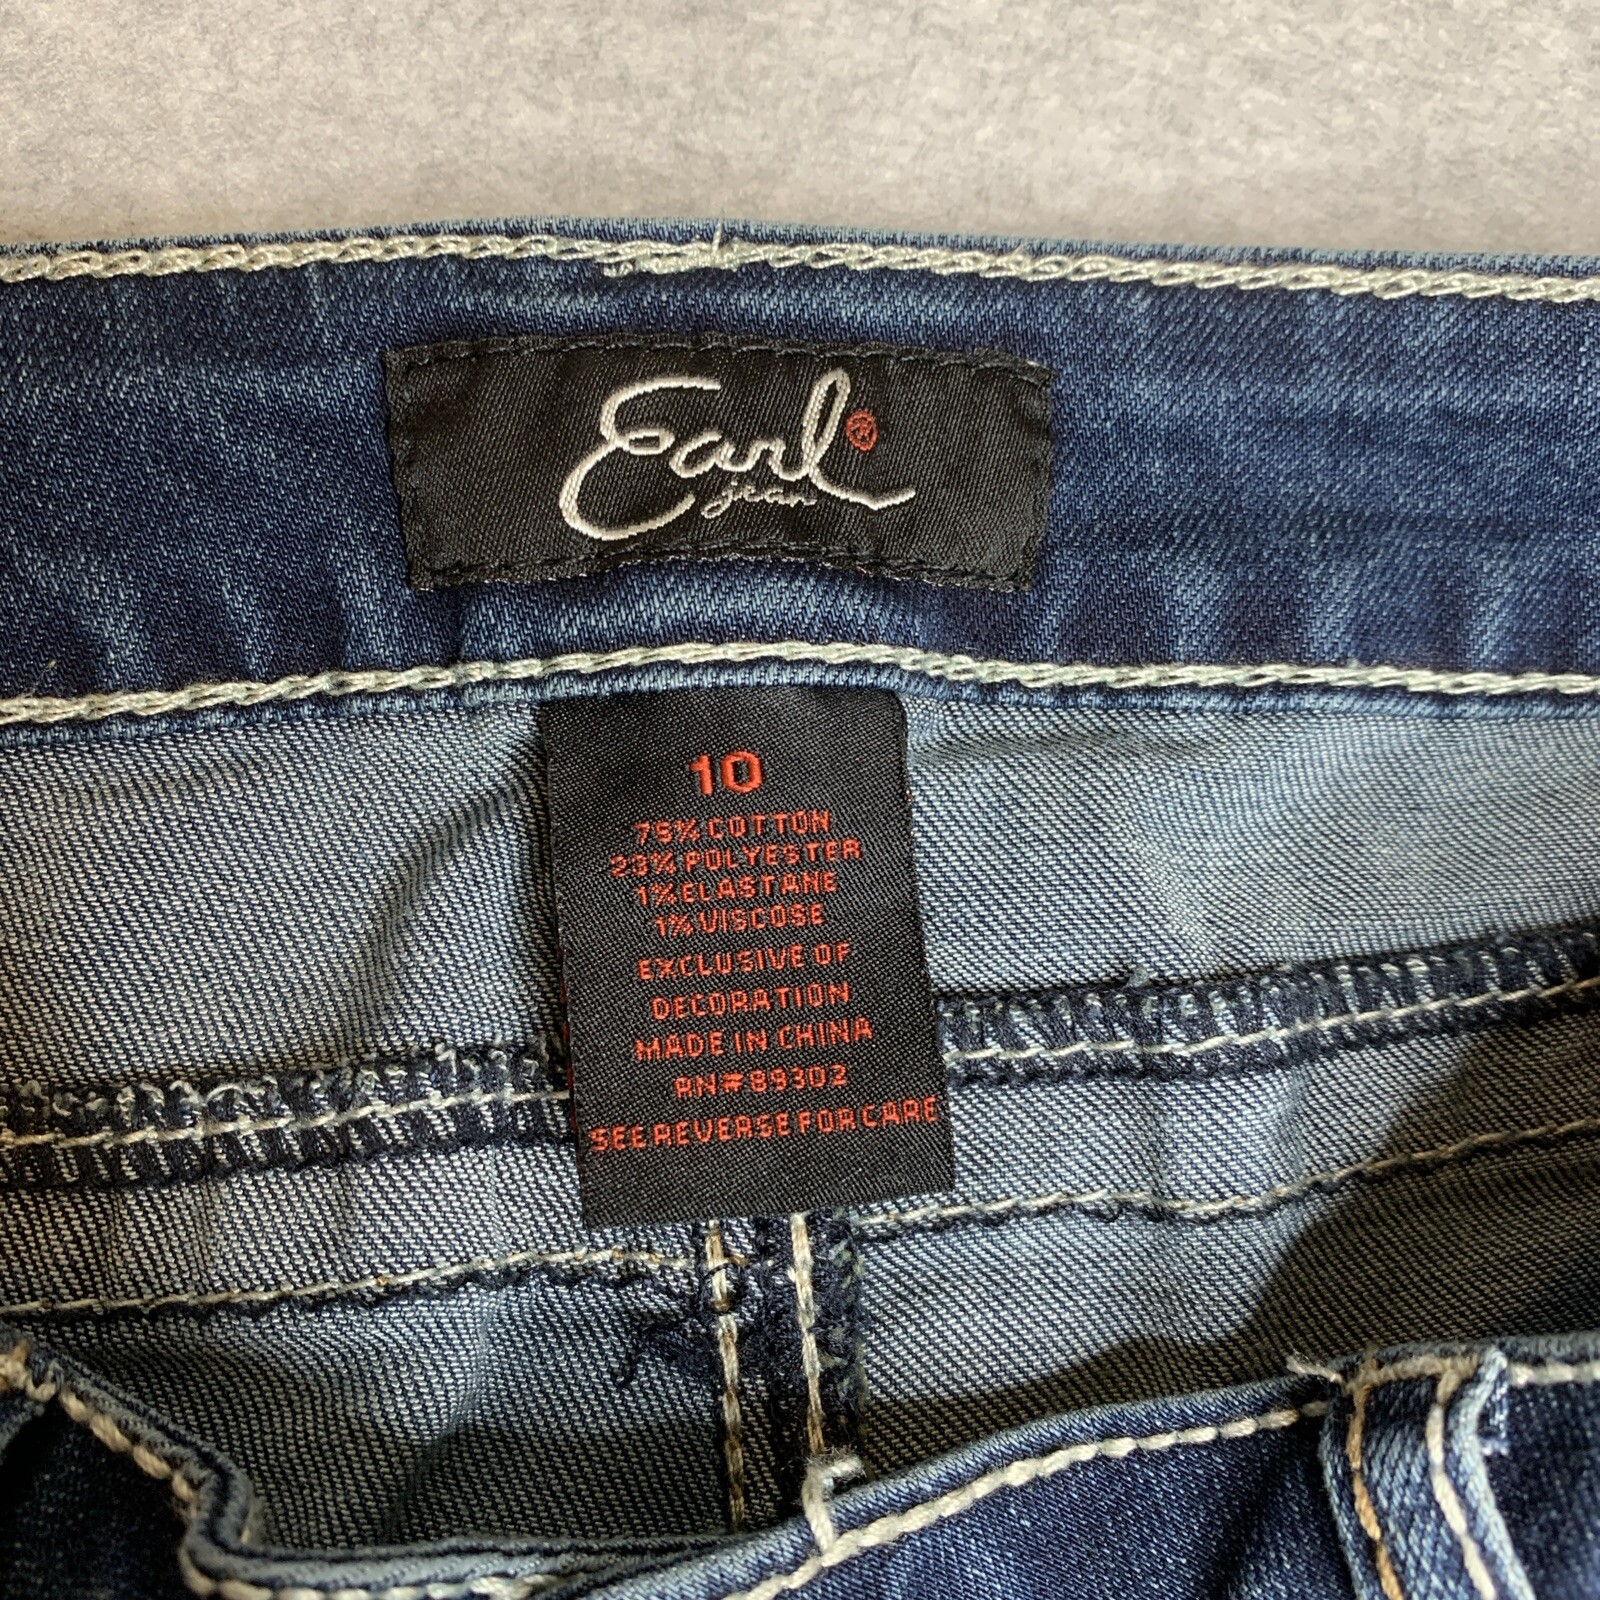 Earl®
jean
10
75% COTTON
23% POLYESTER
1% ELASTANE
1% VISCOSE
EXCLUSIVE OF
DECORATION
MADE IN CHINA
RN#89302
SEE REVERSE FOR CARE